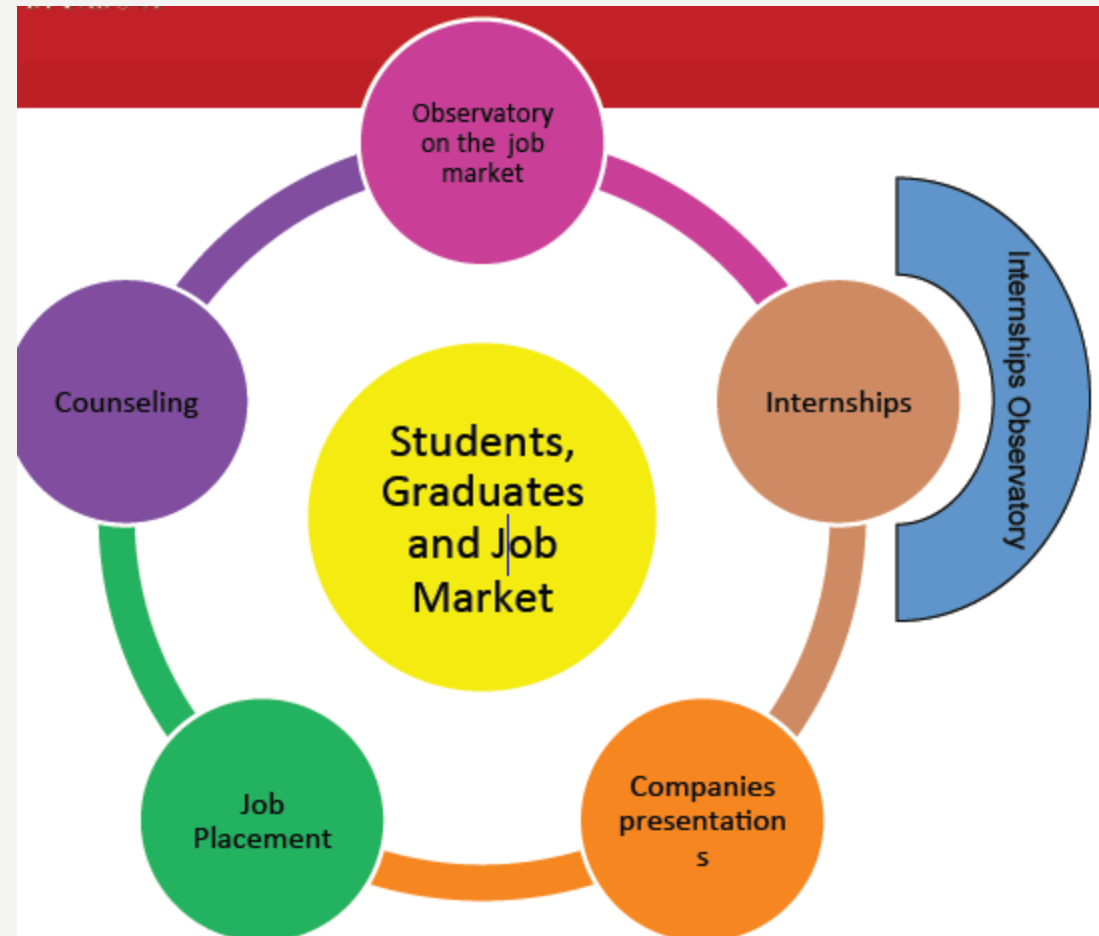 Observatory
on the job
market
Counseling
Internships
Internships Observatory
Students,
Graduates
and Job
Market
Job
Placement
Companies
presentation
s